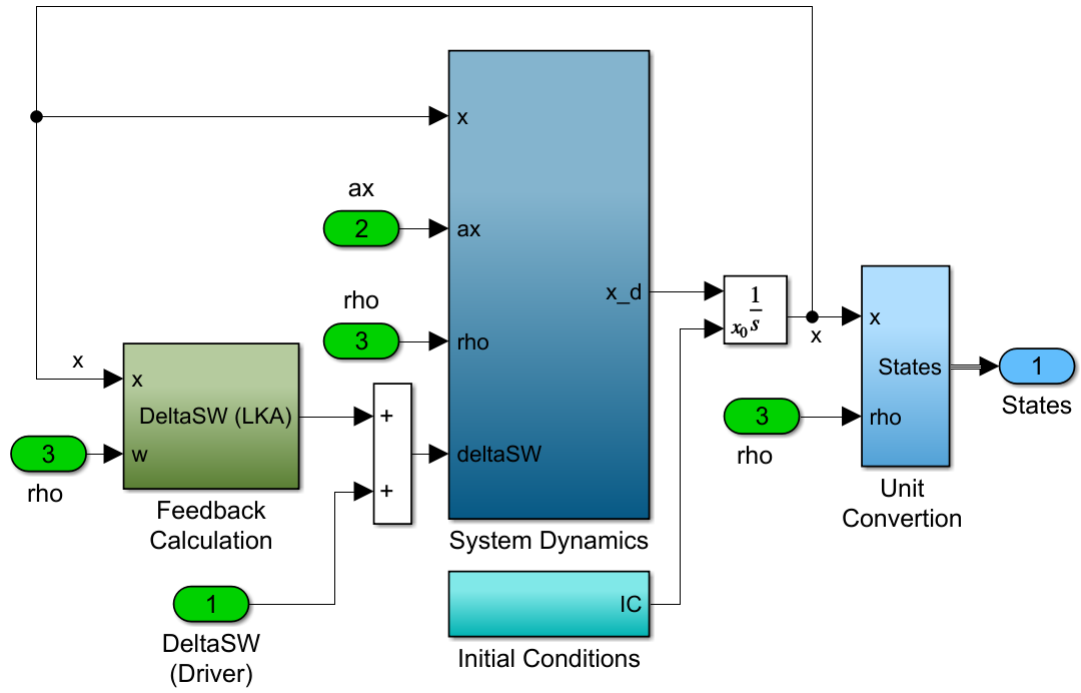 x
ax
2
ax
rho
x_d
1
s
x₀
3
rho
x
x
x
x
States
1
DeltaSW (LKA)
+
3
rho
States
3
w
deltaSW
rho
rho
+
Feedback
Calculation
System Dynamics
Unit
Convertion
1
IC
DeltaSW
(Driver)
Initial Conditions